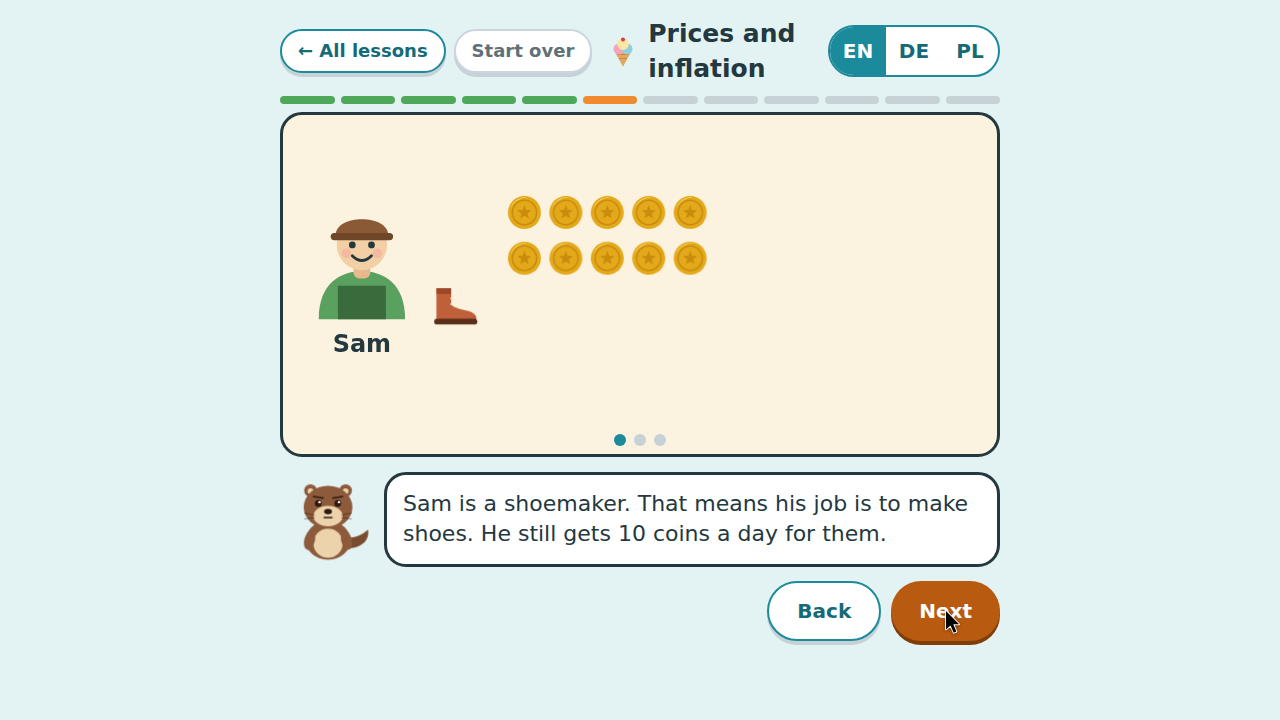 ← All lessons
Start over
Prices and
inflation
EN DE PL
Sam
Sam is a shoemaker. That means his job is to make
shoes. He still gets 10 coins a day for them.
Back
Next